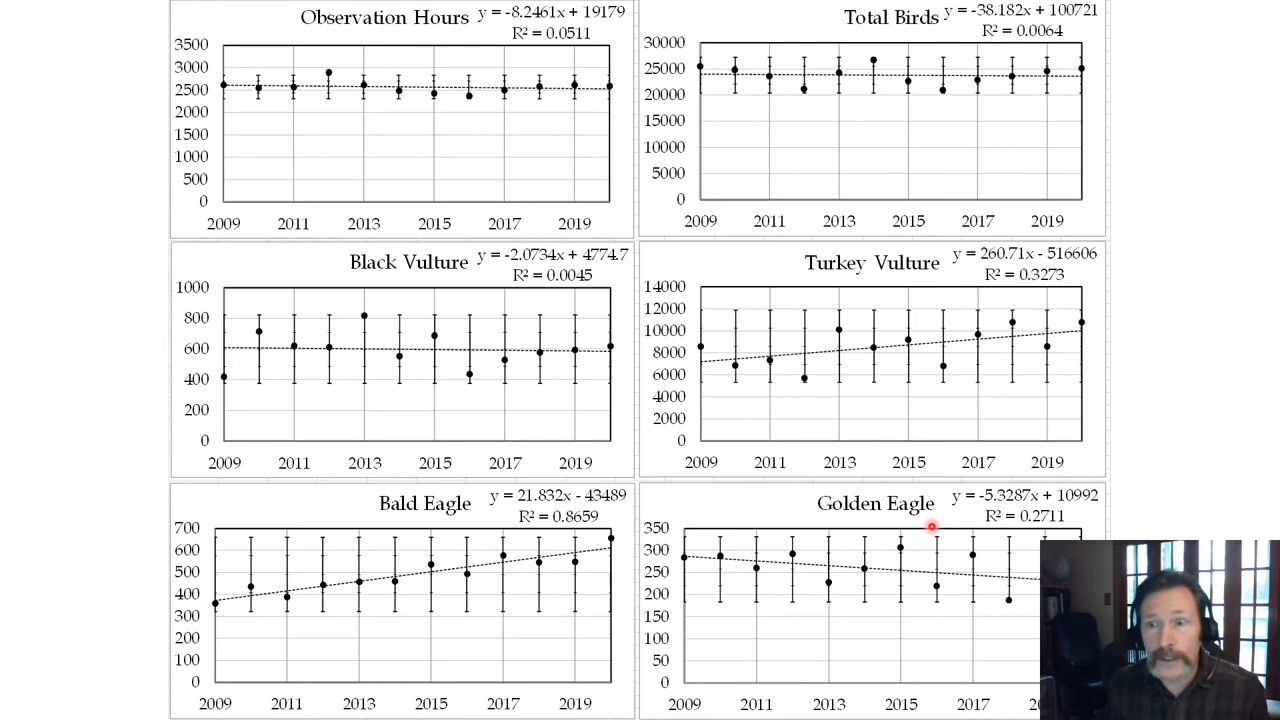 Observation Hours
y = -8.2461x + 19179
R² = 0.0511
3500
3000
2500
2000
1500
1000
500
0
2009 2011 2013 2015 2017 2019
Total Birds
y = -38.182x + 100721
R² = 0.0064
30000
25000
20000
15000
10000
5000
0
2009 2011 2013 2015 2017 2019
Black Vulture
y = -2.0734x + 4774.7
R² = 0.0045
1000
800
600
400
200
0
2009 2011 2013 2015 2017 2019
Turkey Vulture
y = 260.71x - 516606
R² = 0.3273
14000
12000
10000
8000
6000
4000
2000
0
2009 2011 2013 2015 2017 2019
Bald Eagle
y = 21.832x - 43489
R² = 0.8659
700
600
500
400
300
200
100
0
2009 2011 2013 2015 2017 2019
Golden Eagle
y = -5.3287x + 10992
R² = 0.2711
350
300
250
200
150
100
50
0
2009 2011 2013 2015 2017